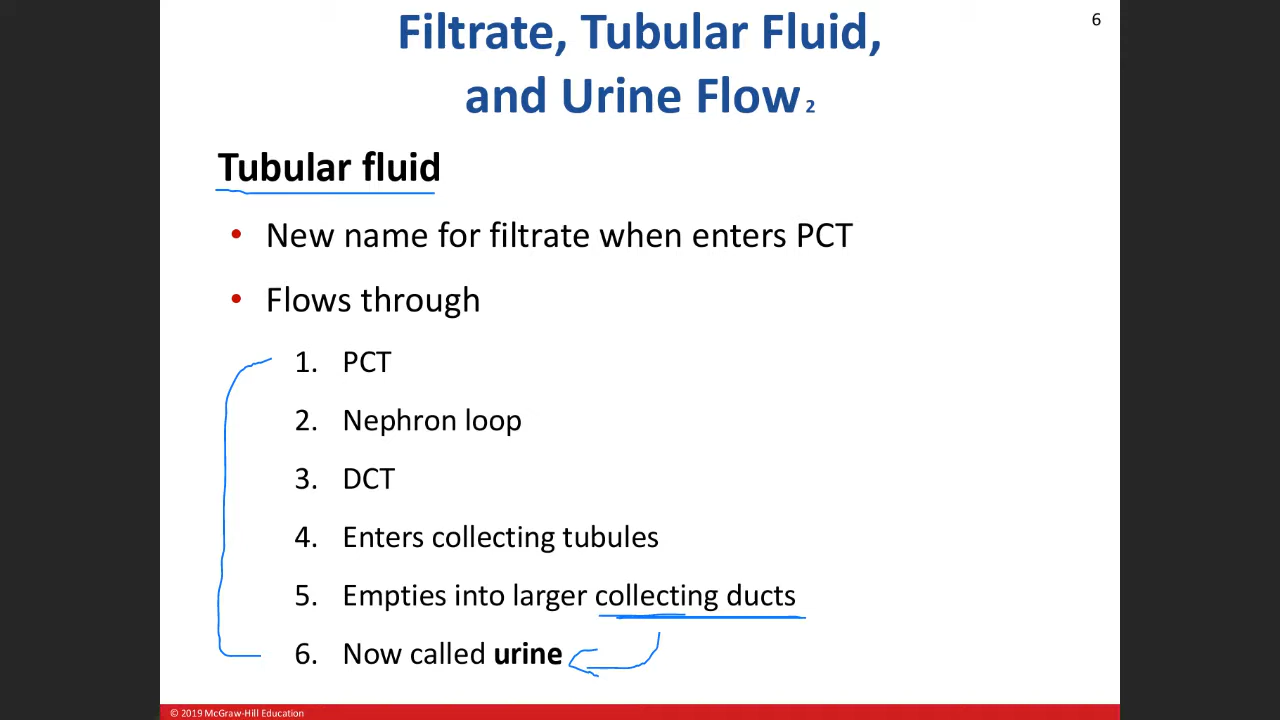 Filtrate, Tubular Fluid,
6
and Urine Flow 2
Tubular fluid
• New name for filtrate when enters PCT
• Flows through
1. PCT
2. Nephron loop
3. DCT
4. Enters collecting tubules
5. Empties into larger collecting ducts
6. Now called urine
© 2019 McGraw-Hill Education